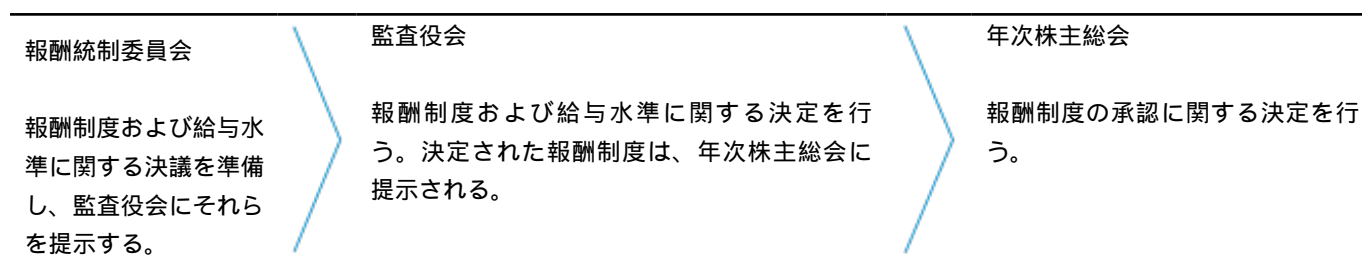 報酬統制委員会
報酬制度および給与水
準に関する決議を準備
し、監査役会にそれら
を提示する。
監査役会
報酬制度および給与水準に関する決定を行
う。決定された報酬制度は、年次株主総会に
提示される。
年次株主総会
報酬制度の承認に関する決定を行
う。